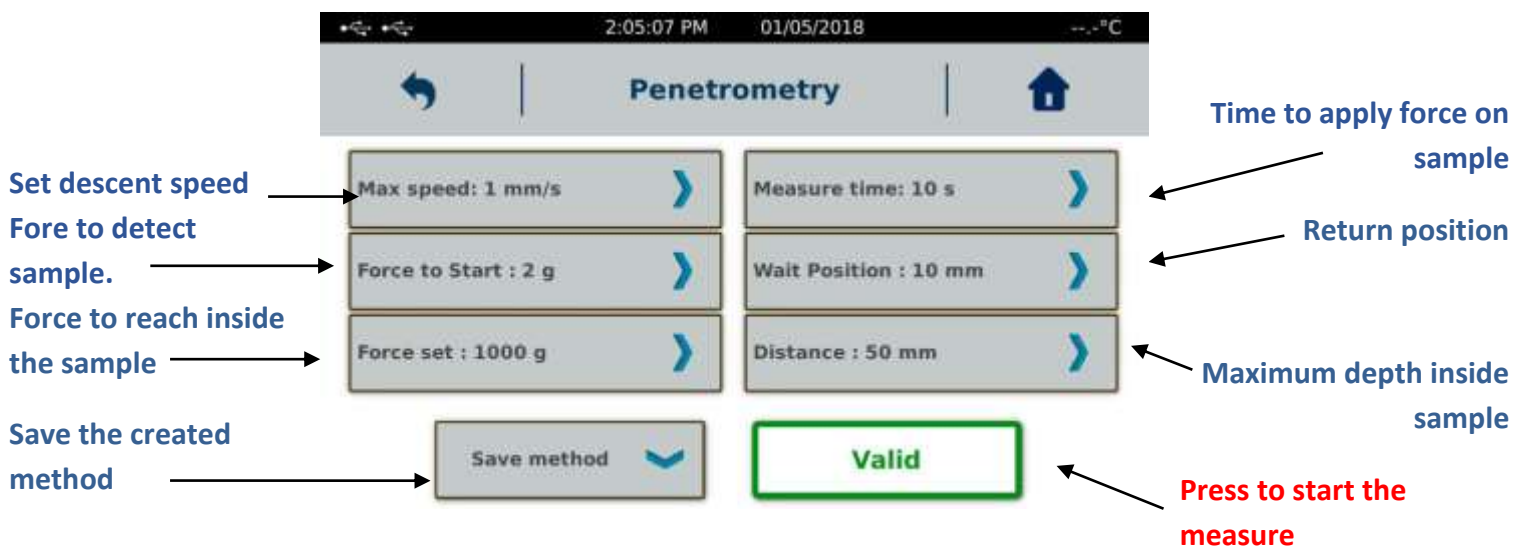 2:05:07 PM 01/05/2018 --.-°C
Penetrometry
Time to apply force on
sample
Set descent speed
Max speed: 1 mm/s
Measure time: 10 s
Fore to detect
sample.
Force to Start : 2 g
Wait Position : 10 mm
Return position
Force to reach inside
the sample
Force set : 1000 g
Distance : 50 mm
Maximum depth inside
sample
Save the created
method
Save method
Valid
Press to start the
measure